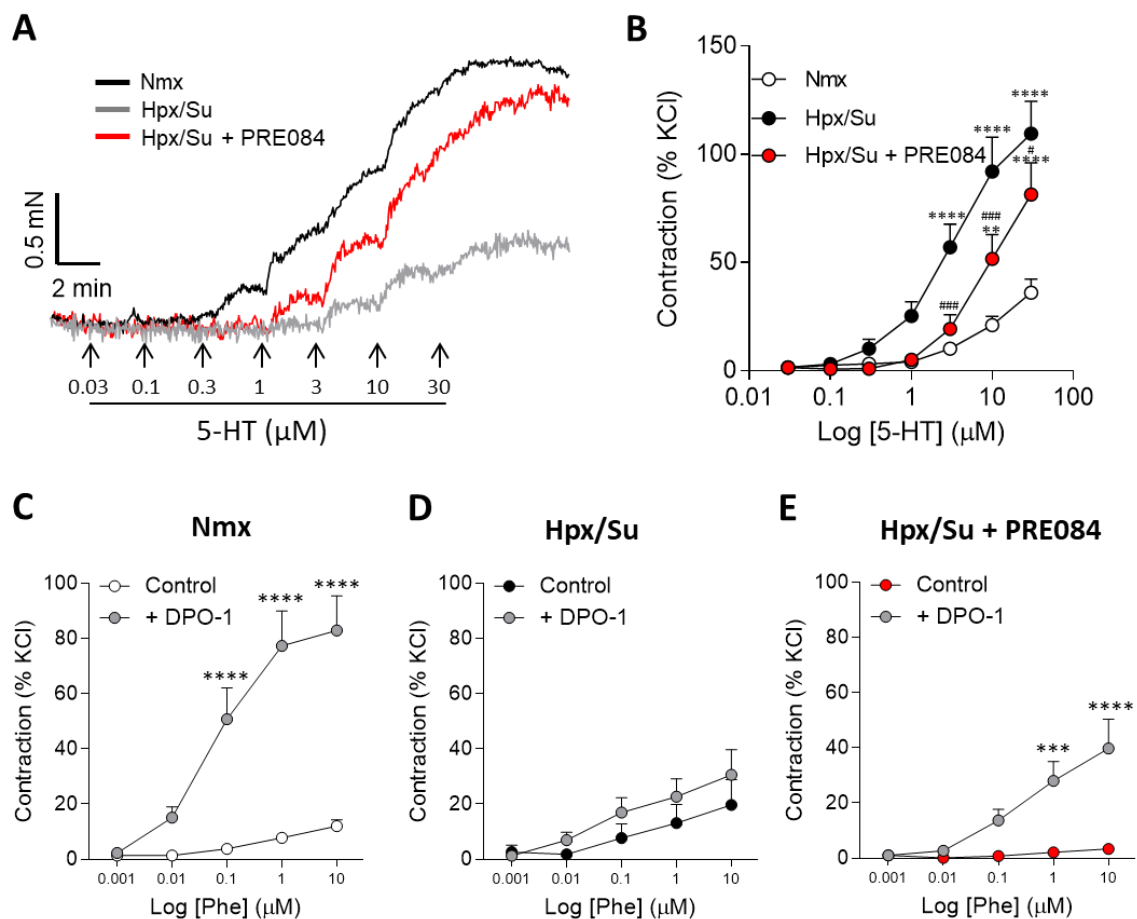 A
Nmx
Hpx/Su
Hpx/Su + PRE084
0.5 mN
2 min
0.03 0.1 0.3 1 3 10 30
5-HT (μM)
B
150
100
50
0
Contraction (% KCl)
Nmx
Hpx/Su
Hpx/Su + PRE084
****
****
****
#
****
###
**
###
0.01 0.1 1 10 100
Log [5-HT] (μM)
C
Nmx
Control
+ DPO-1
100
80
60
40
20
0
Contraction (% KCl)
****
****
****
0.001 0.01 0.1 1 10
Log [Phe] (μM)
D
Hpx/Su
Control
+ DPO-1
100
80
60
40
20
0
Contraction (% KCl)
0.001 0.01 0.1 1 10
Log [Phe] (μM)
E
Hpx/Su + PRE084
Control
+ DPO-1
100
80
60
40
20
0
Contraction (% KCl)
***
****
0.001 0.01 0.1 1 10
Log [Phe] (μM)